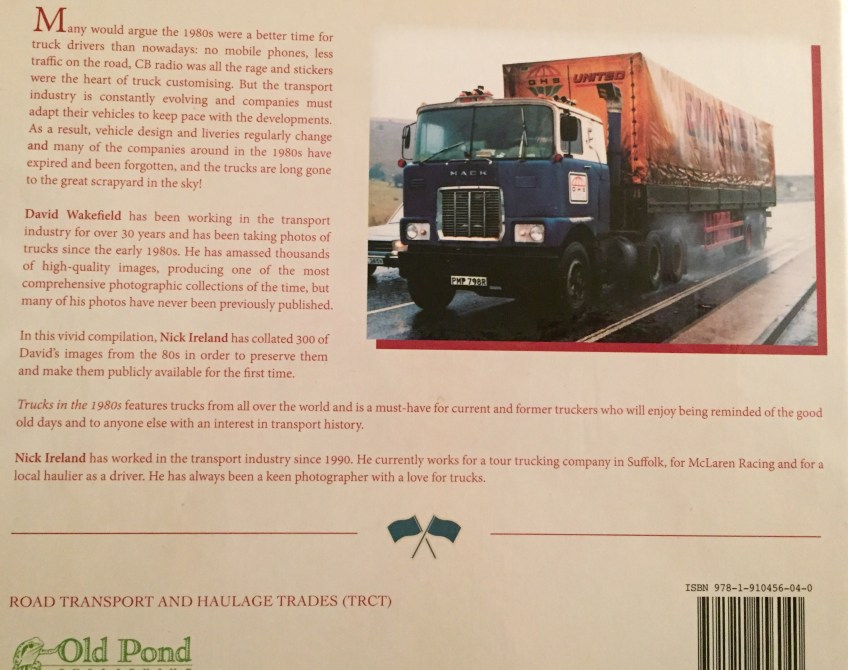 Many would argue the 1980s were a better time for
truck drivers than nowadays: no mobile phones, less
traffic on the road, CB radio was all the rage and stickers
were the heart of truck customising. But the transport
industry is constantly evolving and companies must
adapt their vehicles to keep pace with the developments.
As a result, vehicle design and liveries regularly change
and many of the companies around in the 1980s have
expired and been forgotten, and the trucks are long gone
to the great scrapyard in the sky!
David Wakefield has been working in the transport
industry for over 30 years and has been taking photos of
trucks since the early 1980s. He has amassed thousands
of high-quality images, producing one of the most
comprehensive photographic collections of the time, but
many of his photos have never been previously published.
In this vivid compilation, Nick Ireland has collated 300 of
David's images from the 80s in order to preserve them
and make them publicly available for the first time.
OHS UNITED
MACK
OHS
PWP 798R
Trucks in the 1980s features trucks from all over the world and is a must-have for current and former truckers who will enjoy being reminded of the good
old days and to anyone else with an interest in transport history.
Nick Ireland has worked in the transport industry since 1990. He currently works for a tour trucking company in Suffolk, for McLaren Racing and for a
local haulier as a driver. He has always been a keen photographer with a love for trucks.
ROAD TRANSPORT AND HAULAGE TRADES (TRCT)
ISBN 978-1-910456-04-0
Old Pond